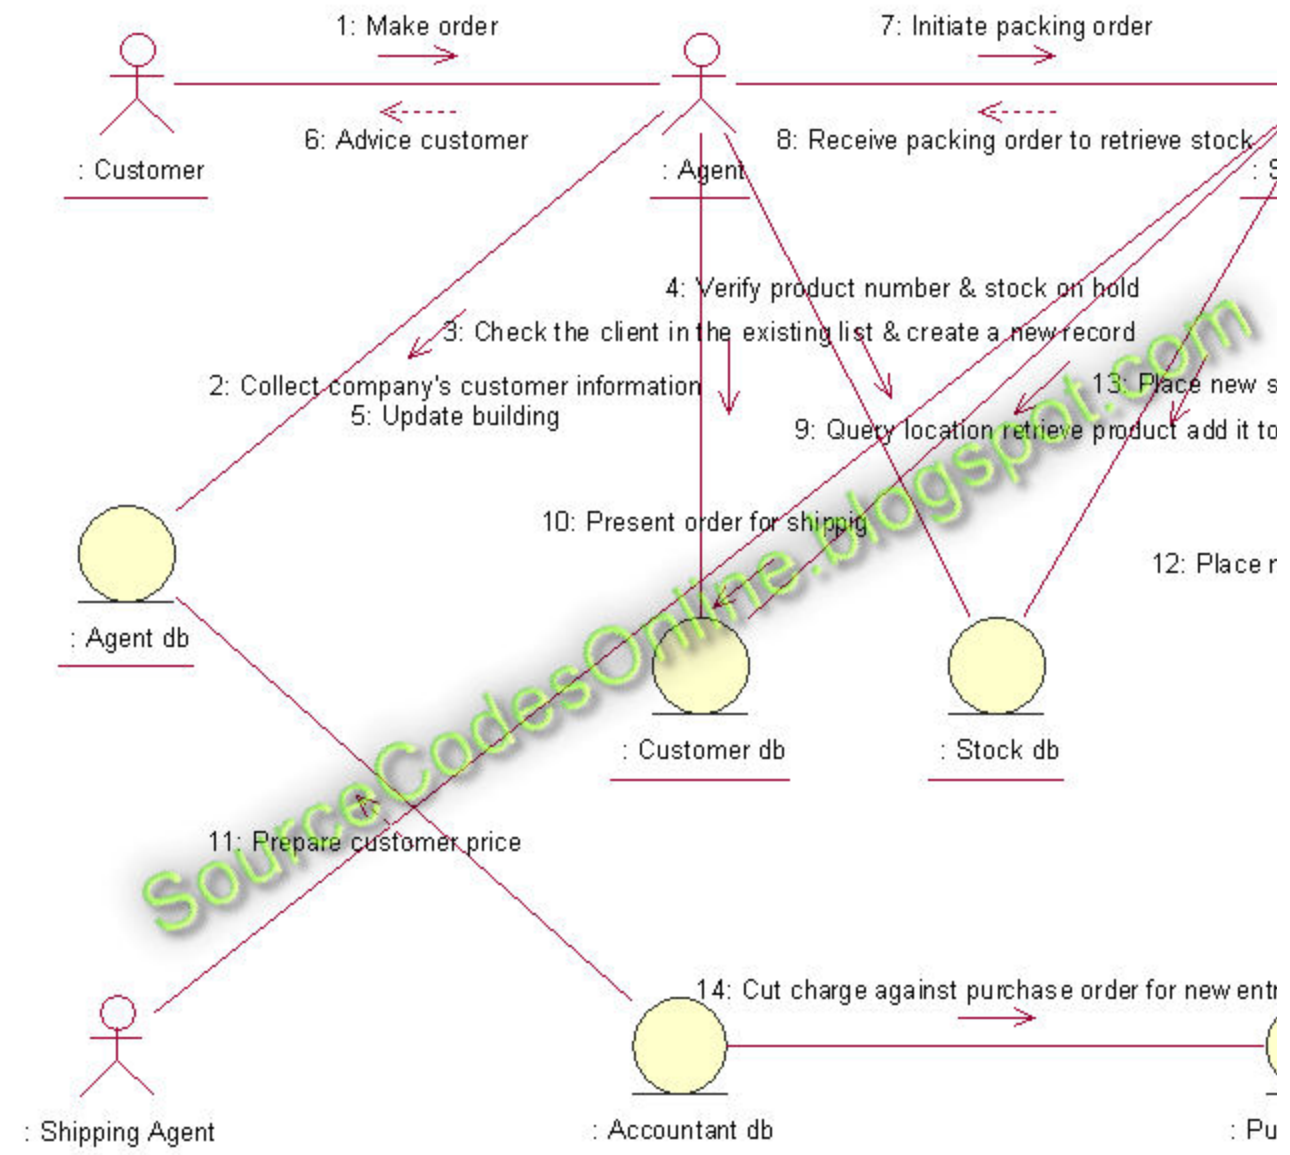 1: Make order
7: Initiate packing order
6: Advice customer
8: Receive packing order to retrieve stock
: Customer
: Agent
: S
4: Verify product number & stock on hold
3: Check the client in the existing list & create a new record
2: Collect company's customer information
13: Place new s
5: Update building
9: Query location retrieve product add it to
10: Present order for shippig
12: Place r
: Agent db
: Customer db
: Stock db
11: Prepare customer price
SourceCodesOnline.blogspot.com
14: Cut charge against purchase order for new entr
: Shipping Agent
: Accountant db
: Pu